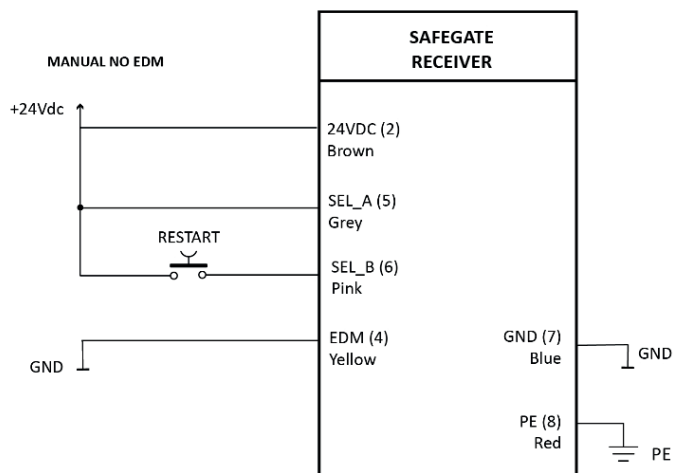 SAFEGATE
RECEIVER
MANUAL NO EDM
+24Vdc
24VDC (2)
Brown
SEL_A (5)
Grey
RESTART
SEL_B (6)
Pink
EDM (4)
Yellow
GND
GND (7)
Blue
GND
PE (8)
Red
PE